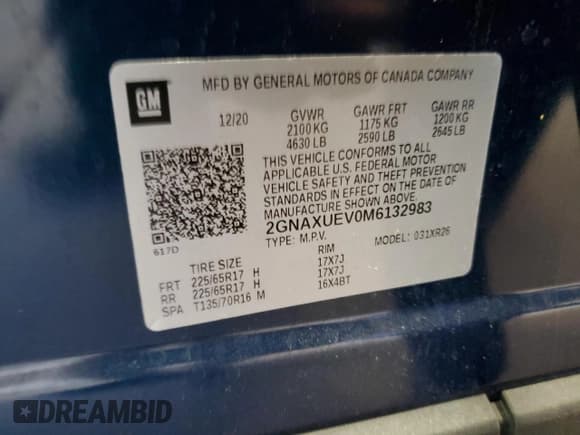 GM
MFD BY GENERAL MOTORS OF CANADA COMPANY
12/20 GVWR GAWR FRT GAWR RR
2100 KG 1175 KG 1200 KG
4630 LB 2590 LB 2645 LB
THIS VEHICLE CONFORMS TO ALL
APPLICABLE U.S. FEDERAL MOTOR
VEHICLE SAFETY AND THEFT PREVENTION
STANDARDS IN EFFECT ON THE DATE OF
MANUFACTURE SHOWN ABOVE.
2GNAXUEV0M6132983
617D TYPE: M.P.V. MODEL: 031XR26
TIRE SIZE RIM
FRT 225/65R17 H 17X7J
RR 225/65R17 H 17X7J
SPA T135/70R16 M 16X4BT
DREAMBID